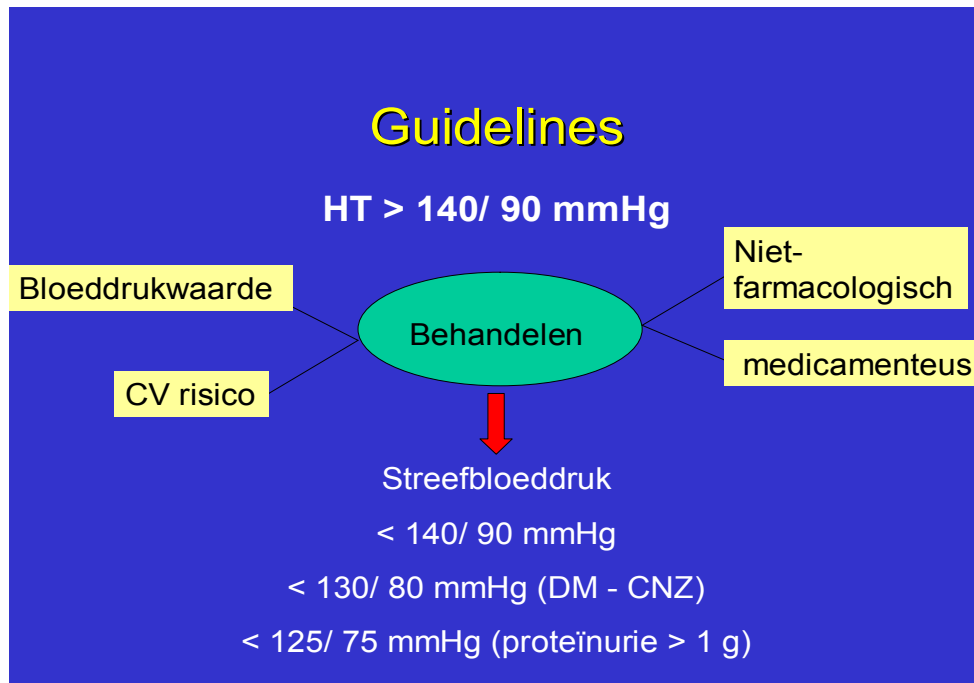 Guidelines
HT > 140/ 90 mmHg
Bloeddrukwaarde
CV risico
Behandelen
Niet-
farmacologisch
medicamenteus
Streefbloeddruk
< 140/ 90 mmHg
< 130/ 80 mmHg (DM - CNZ)
< 125/ 75 mmHg (proteïnurie > 1 g)